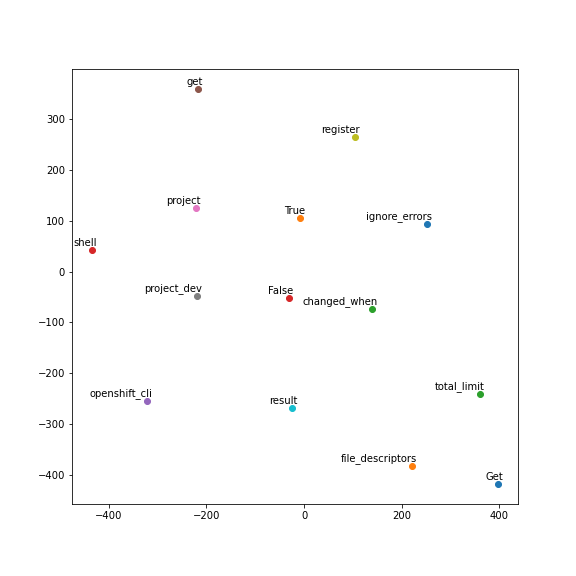 get
register
project
True
ignore_errors
shell
project_dev
False
changed_when
openshift_cli
result
total_limit
file_descriptors
Get
300
200
100
0
−100
−200
−300
−400
−400
−200
0
200
400